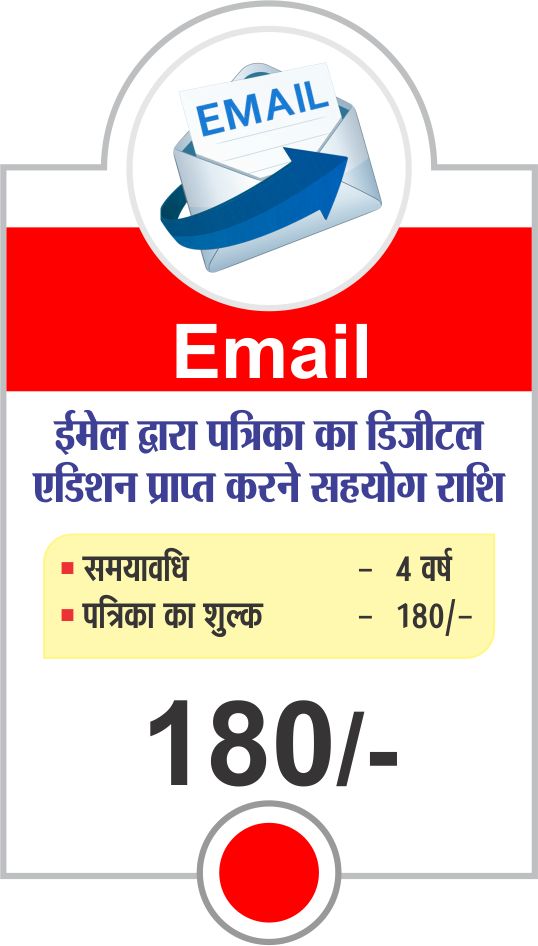 EMAIL
Email
ईमेल द्वारा पत्रिका का डिजीटल
एडिशन प्राप्त करने सहयोग राशि
▪ समयावधि - 4 वर्ष
▪ पत्रिका का शुल्क - 180/-
180/-